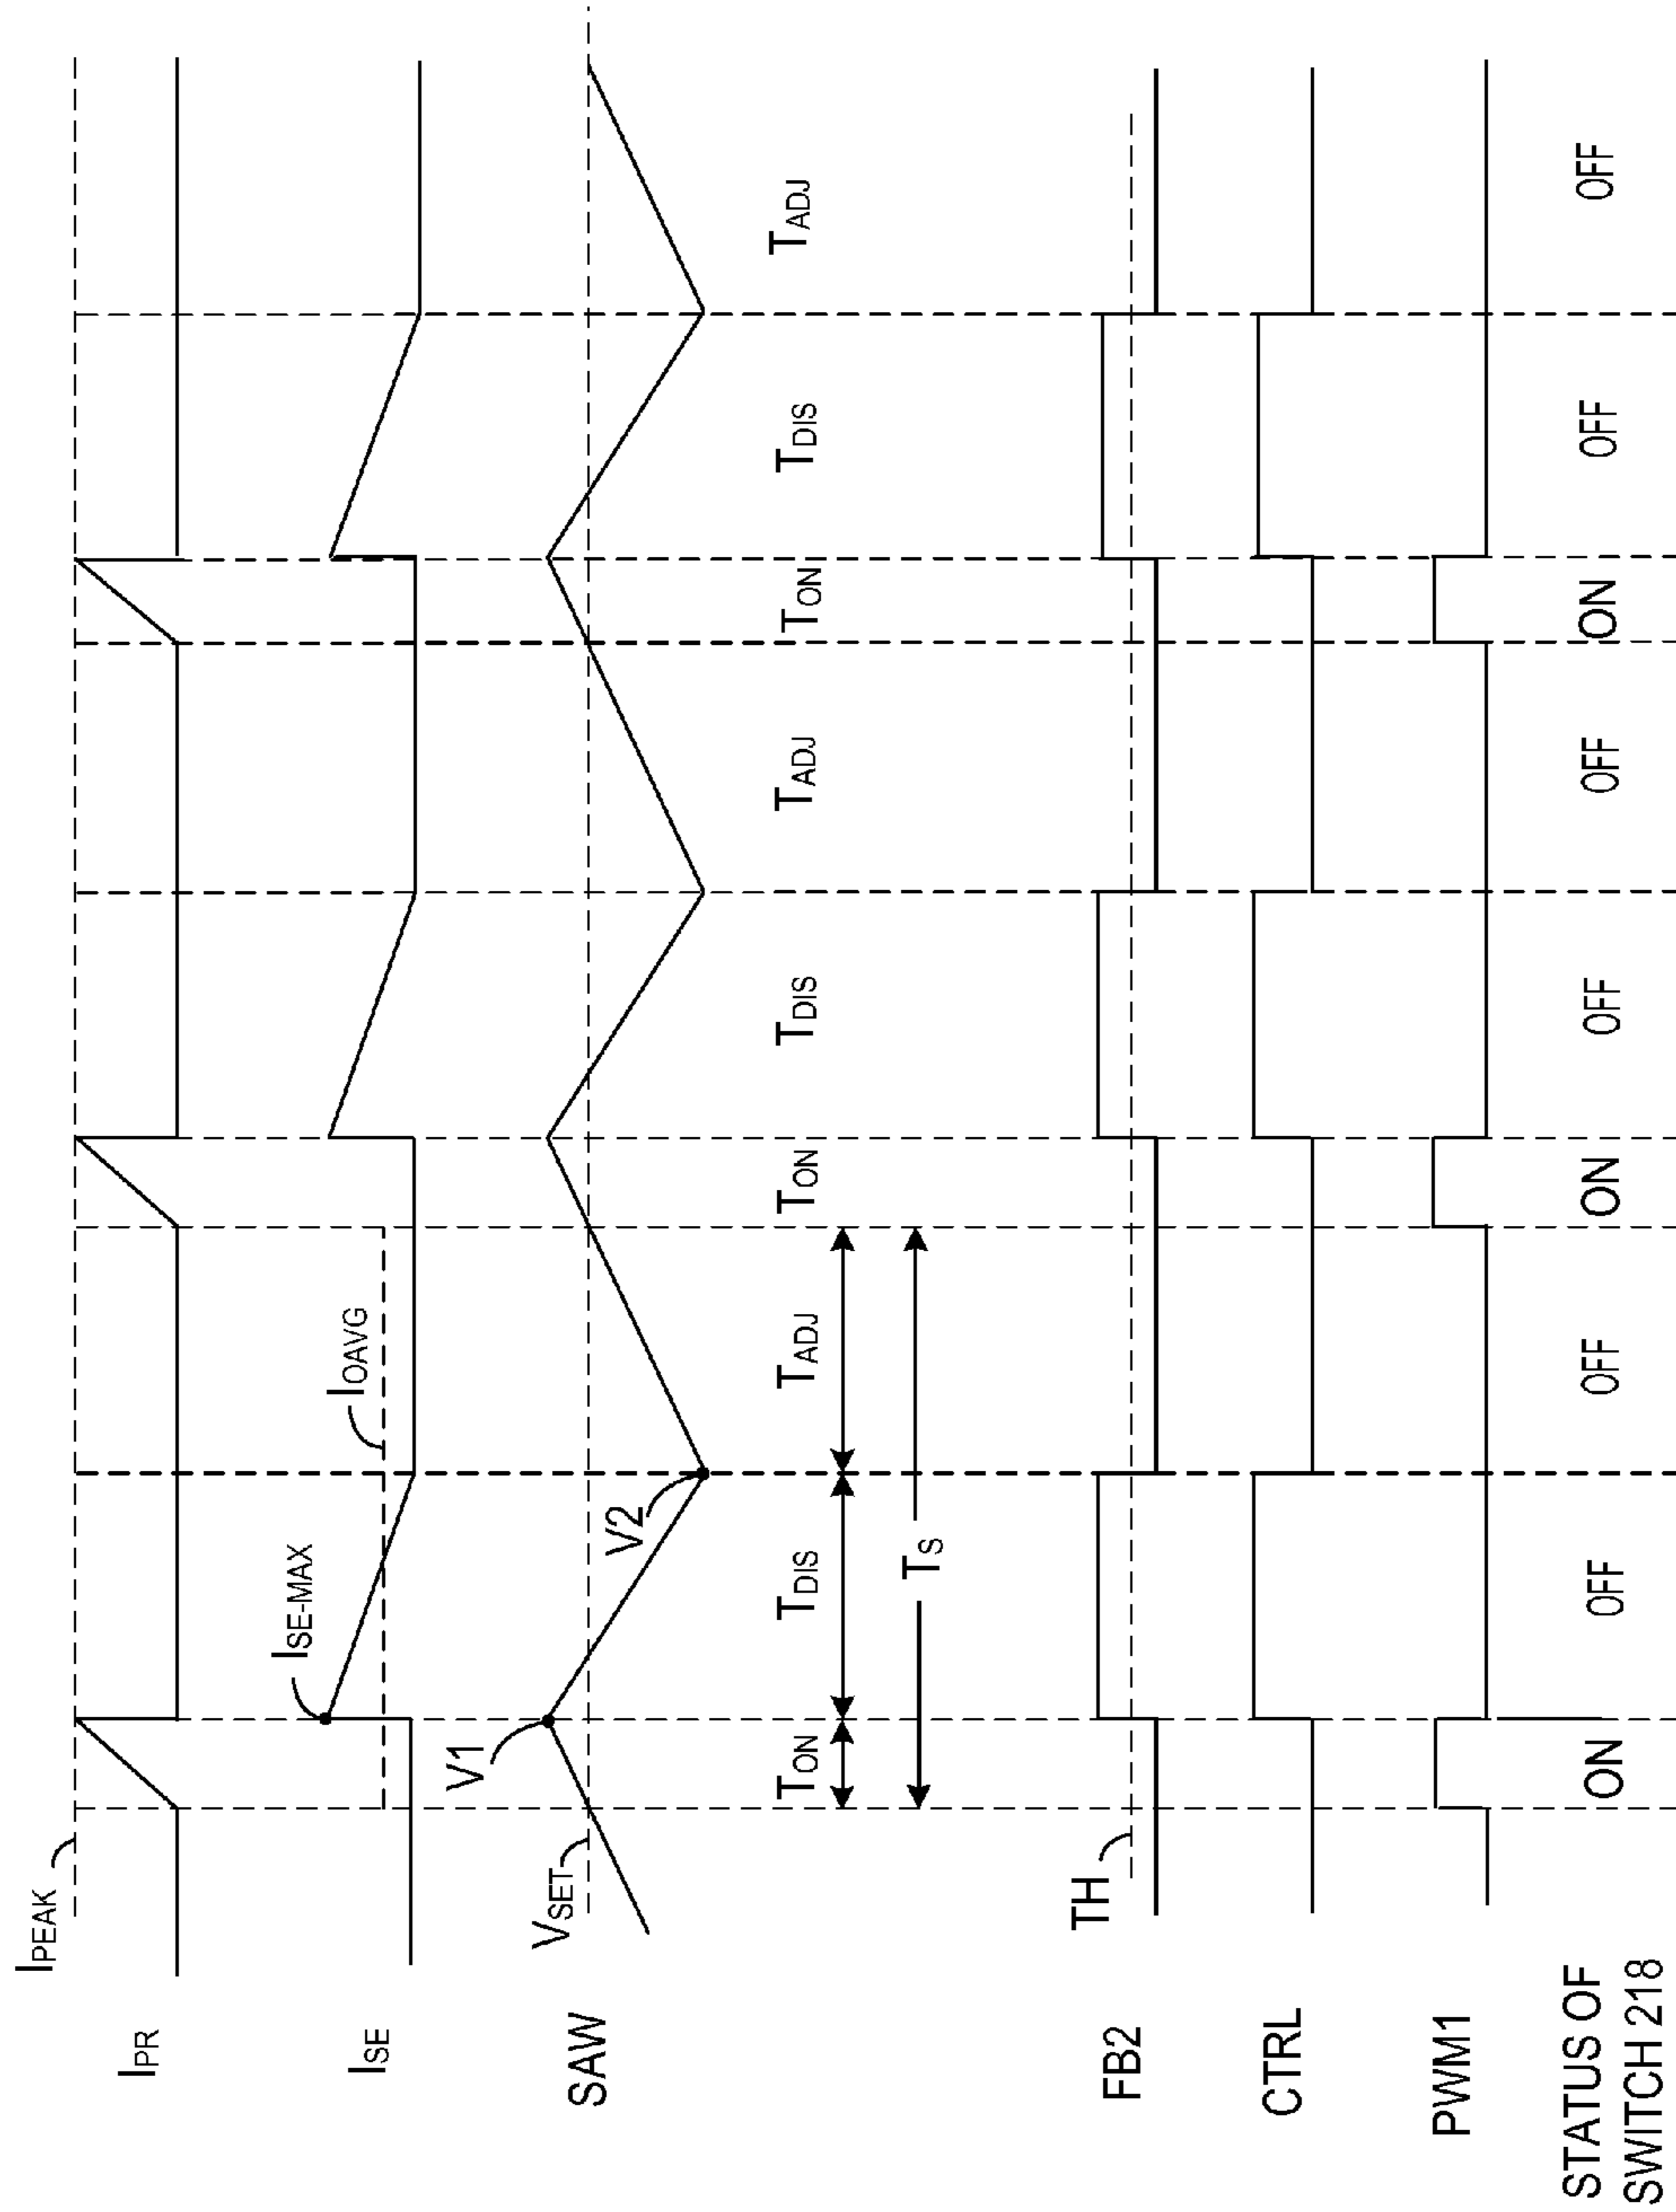 IPEAK
IPR
ISE
ISE-MAX
IOAVG
SAW
VSET
V1
V2
TON TDIS TADJ TON TDIS TADJ TON TDIS TADJ
TS
FB2
TH
CTRL
PWM1
STATUS OF
SWITCH 218
ON OFF OFF ON OFF OFF ON OFF OFF